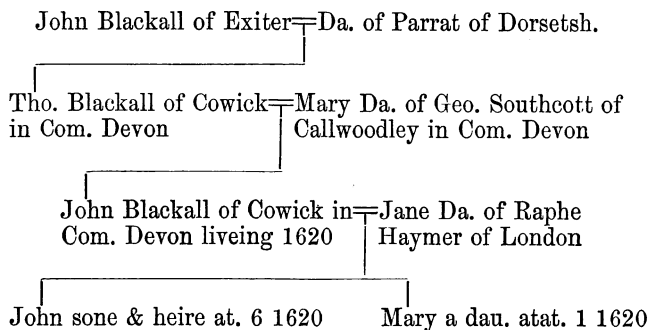 John Blackall of Exiter=Da. of Parrat of Dorsetsh.
Tho. Blackall of Cowick=Mary Da. of Geo. Southcott of
in Com. Devon Callwoodley in Com. Devon
John Blackall of Cowick in=Jane Da. of Raphe
Com. Devon liveing 1620 Haymer of London
John sone & heire at. 6 1620 Mary a dau. atat. 1 1620